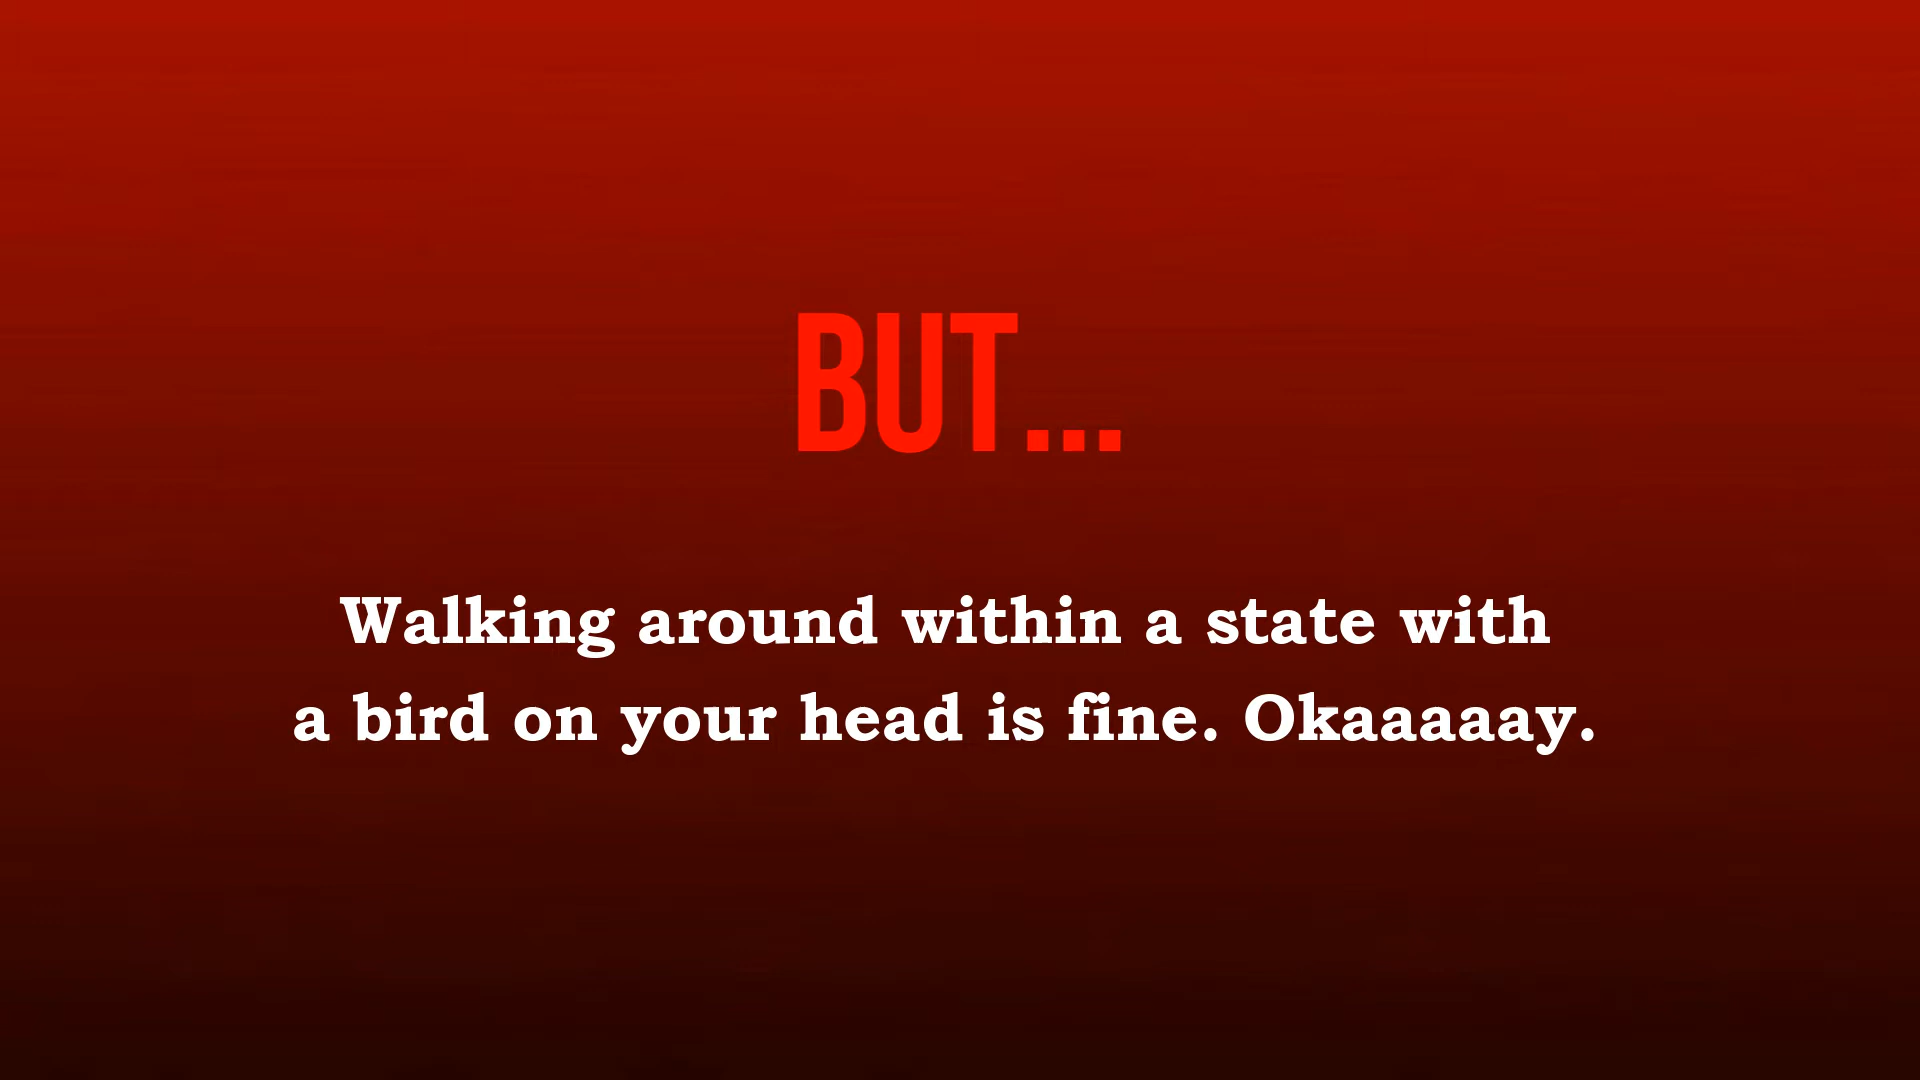 BUT...
Walking around within a state with
a bird on your head is fine. Okaaaaay.